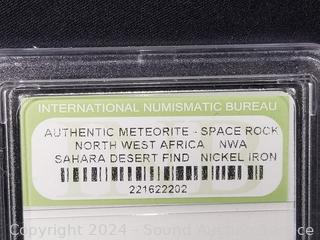 INTERNATIONAL NUMISMATIC BUREAU
AUTHENTIC METEORITE - SPACE ROCK
NORTH WEST AFRICA NWA
SAHARA DESERT FIND NICKEL IRON
221622202
Copyright 2024 - Sound Auction Service